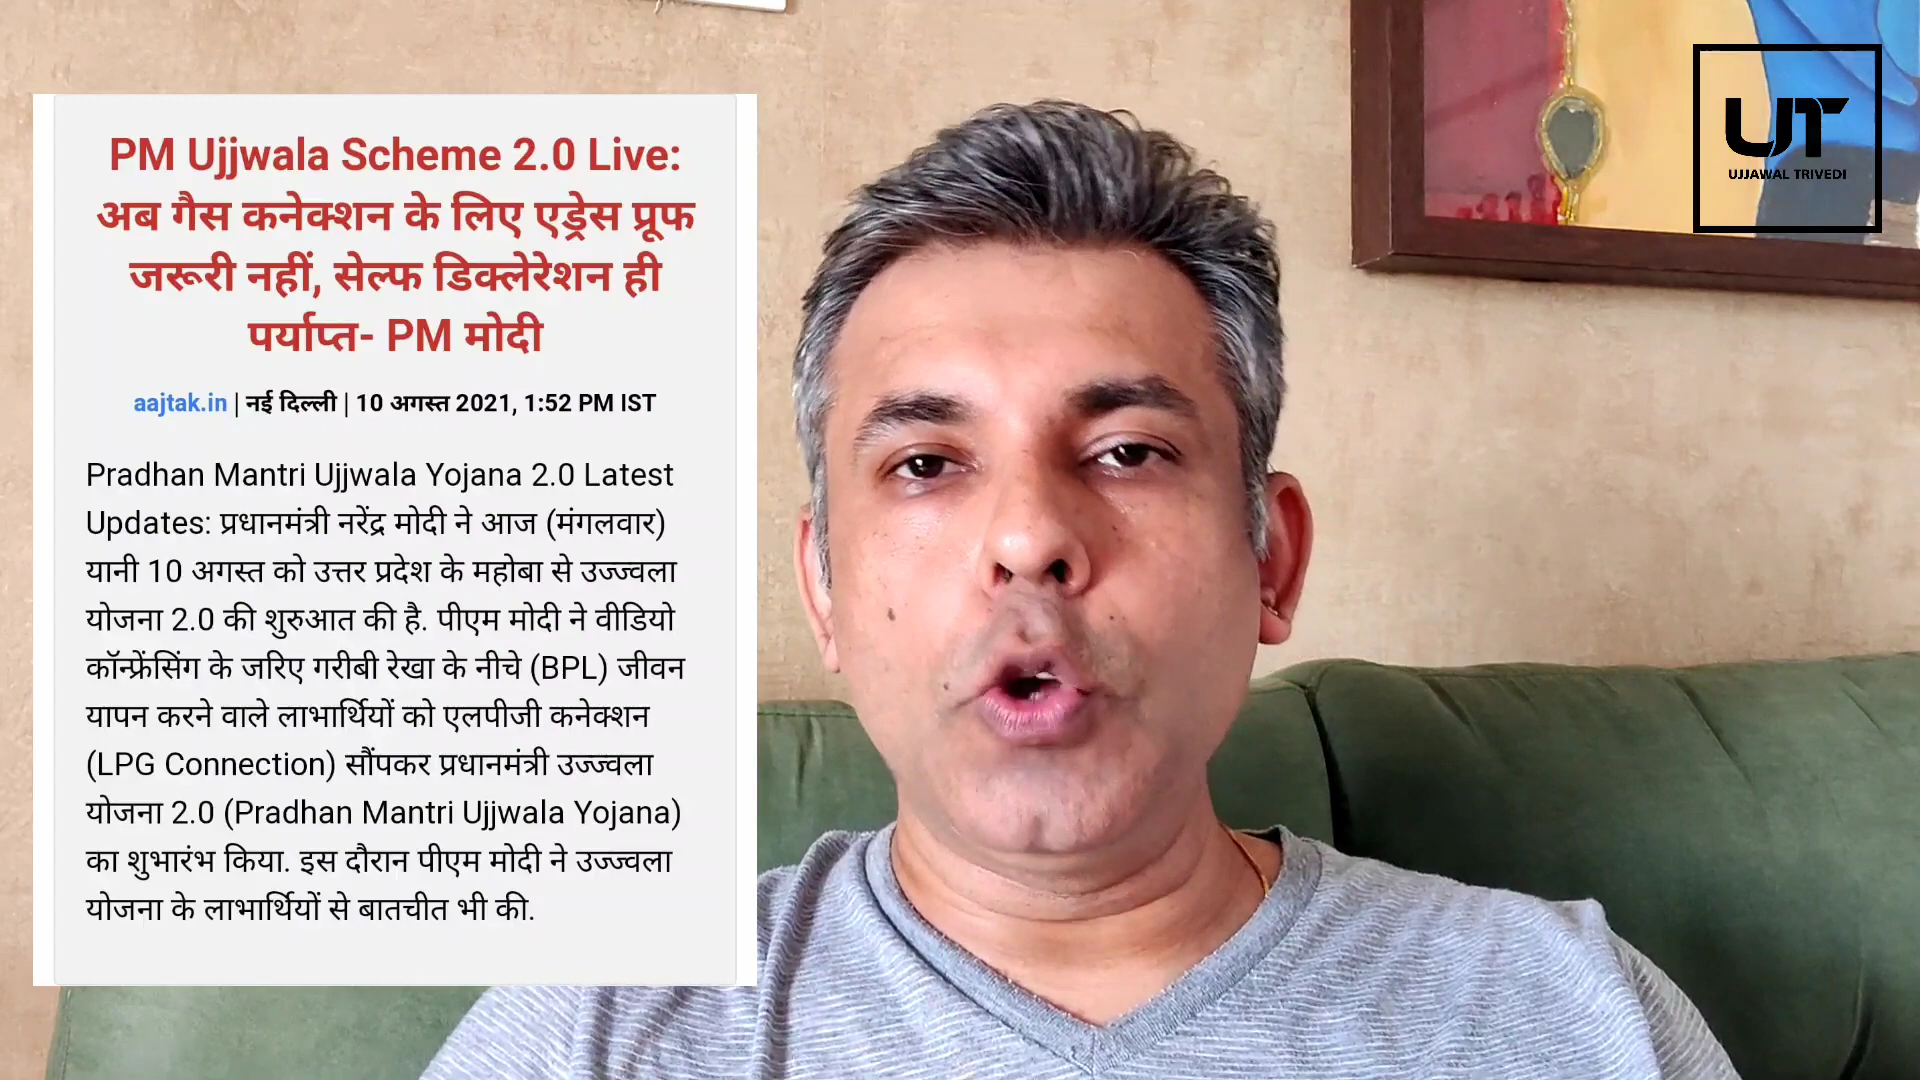 PM Ujjwala Scheme 2.0 Live:
अब गैस कनेक्शन के लिए एड्रेस प्रूफ
जरूरी नहीं, सेल्फ डिक्लेरेशन ही
पर्याप्त- PM मोदी
aajtak.in | नई दिल्ली | 10 अगस्त 2021, 1:52 PM IST
Pradhan Mantri Ujjwala Yojana 2.0 Latest
Updates: प्रधानमंत्री नरेंद्र मोदी ने आज (मंगलवार)
यानी 10 अगस्त को उत्तर प्रदेश के महोबा से उज्ज्वला
योजना 2.0 की शुरुआत की है. पीएम मोदी ने वीडियो
कॉन्फ्रेंसिंग के जरिए गरीबी रेखा के नीचे (BPL) जीवन
यापन करने वाले लाभार्थियों को एलपीजी कनेक्शन
(LPG Connection) सौंपकर प्रधानमंत्री उज्ज्वला
योजना 2.0 (Pradhan Mantri Ujjwala Yojana)
का शुभारंभ किया. इस दौरान पीएम मोदी ने उज्ज्वला
योजना के लाभार्थियों से बातचीत भी की.
UT
UJJAWAL TRIVEDI